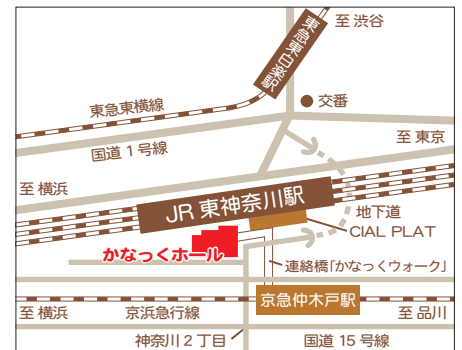 至 渋谷
東急東白楽駅
交番
東急東横線
国道 1 号線
至 東京
至 横浜
JR 東神奈川駅
地下道
CIAL PLAT
かなっくホール
連絡橋「かなっくウォーク」
京急仲木戸駅
至 横浜
京浜急行線
至 品川
神奈川 2 丁目
国道 15 号線